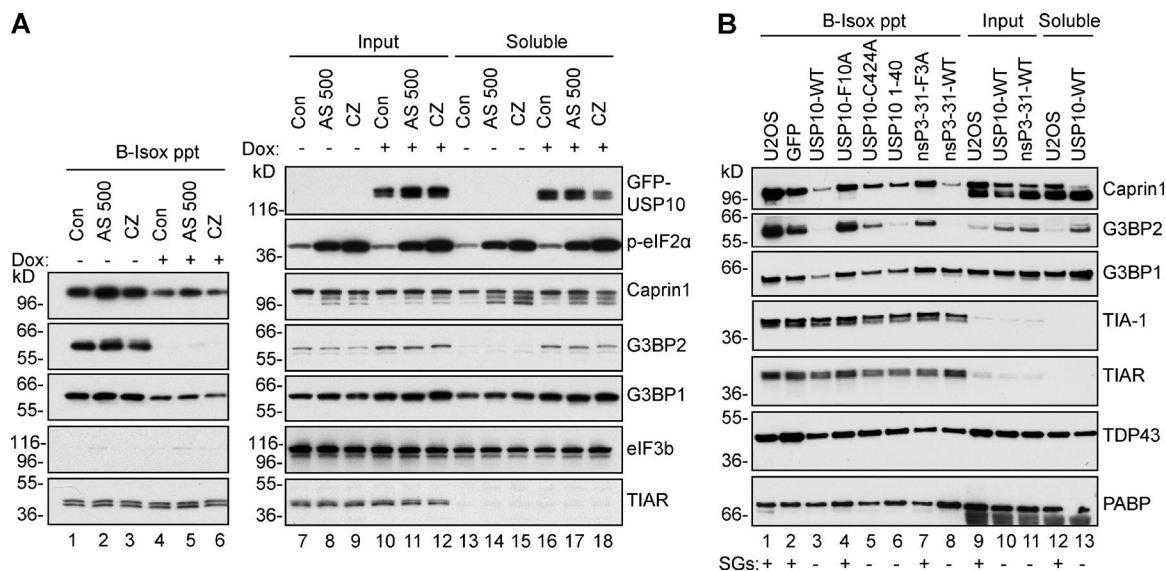 A
B-Isox ppt
Con
AS 500
CZ
Con
AS 500
CZ
Dox: - - - + + +
kD
96-
66-
55-
66-
55-
116-
96-
55-
36-
1 2 3 4 5 6
Input Soluble
Con
AS 500
CZ
Con
AS 500
CZ
Con
AS 500
CZ
Con
AS 500
CZ
Dox: - - - + + + - - - + + +
kD
116-
GFP-
USP10
36-
p-eIF2α
96-
Caprin1
66-
55-
G3BP2
66-
55-
G3BP1
116-
96-
eIF3b
55-
36-
TIAR
7 8 9 10 11 12 13 14 15 16 17 18
B
B-Isox ppt Input Soluble
U2OS
GFP
USP10-WT
USP10-F10A
USP10-C424A
USP10 1-40
nsP3-31-F3A
nsP3-31-WT
U2OS
USP10-WT
nsP3-31-WT
U2OS
USP10-WT
kD
96-
Caprin1
66-
55-
G3BP2
66-
G3BP1
36-
TIA-1
36-
TIAR
55-
36-
TDP43
66-
PABP
1 2 3 4 5 6 7 8 9 10 11 12 13
SGs: + + - + - - + - + - - + -